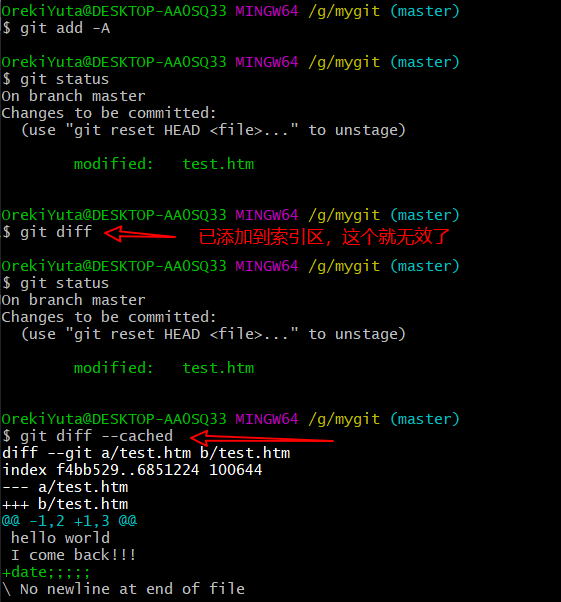 OrekiYuta@DESKTOP-AAOSQ33 MINGW64 /g/mygit (master)
$ git add -A
OrekiYuta@DESKTOP-AAOSQ33 MINGW64 /g/mygit (master)
$ git status
On branch master
Changes to be committed:
  (use "git reset HEAD <file>..." to unstage)
        modified:   test.htm
OrekiYuta@DESKTOP-AAOSQ33 MINGW64 /g/mygit (master)
$ git diff 已添加到索引区，这个就无效了
OrekiYuta@DESKTOP-AAOSQ33 MINGW64 /g/mygit (master)
$ git status
On branch master
Changes to be committed:
  (use "git reset HEAD <file>..." to unstage)
        modified:   test.htm
OrekiYuta@DESKTOP-AAOSQ33 MINGW64 /g/mygit (master)
$ git diff --cached
diff --git a/test.htm b/test.htm
index f4bb529..6851224 100644
--- a/test.htm
+++ b/test.htm
@@ -1,2 +1,3 @@
 hello world
 I come back!!!
+date;;;;;
\ No newline at end of file